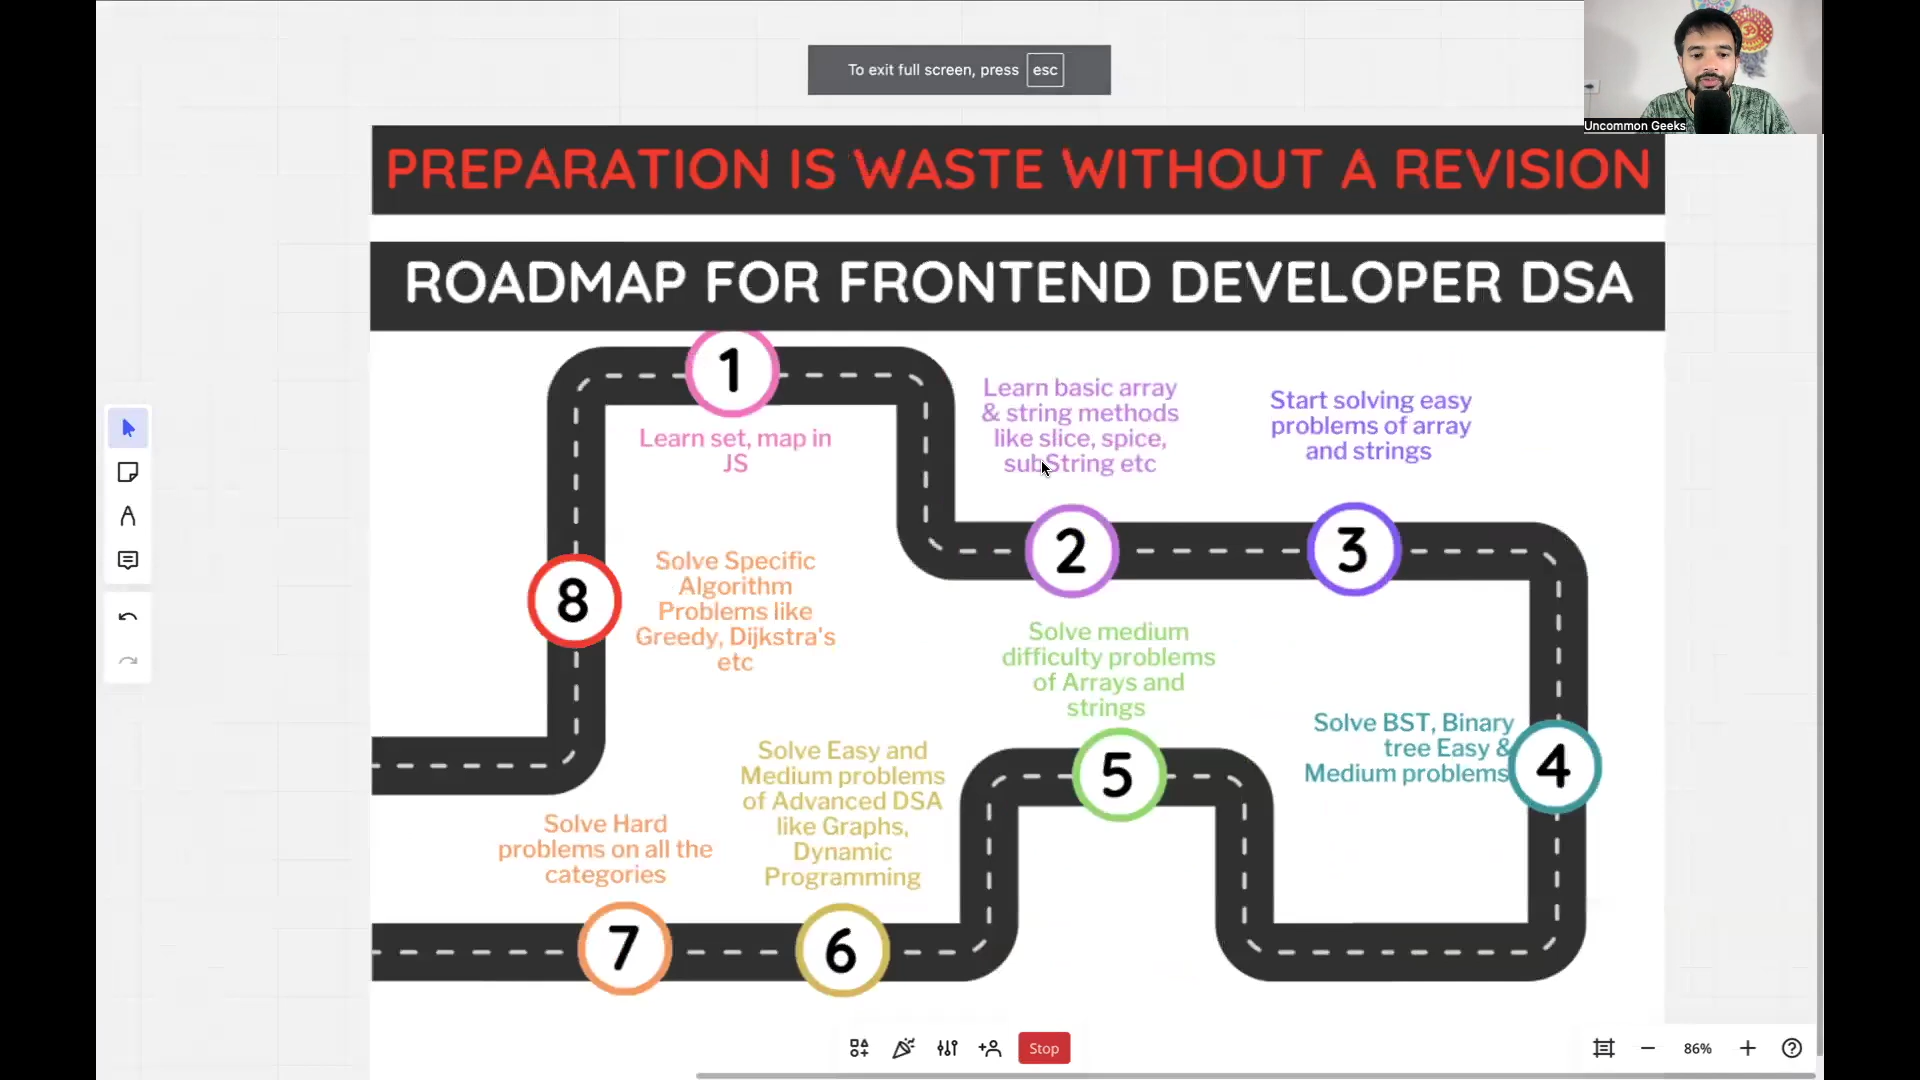 To exit full screen, press esc
Uncommon Geeks
PREPARATION IS WASTE WITHOUT A REVISION
ROADMAP FOR FRONTEND DEVELOPER DSA
1
Learn set, map in
JS
Learn basic array
& string methods
like slice, spice,
subString etc
2
Start solving easy
problems of array
and strings
3
Solve BST, Binary
tree Easy &
Medium problems
4
Solve medium
difficulty problems
of Arrays and
strings
5
Solve Easy and
Medium problems
of Advanced DSA
like Graphs,
Dynamic
Programming
6
Solve Hard
problems on all the
categories
7
Solve Specific
Algorithm
Problems like
Greedy, Dijkstra's
etc
8
Stop
86%